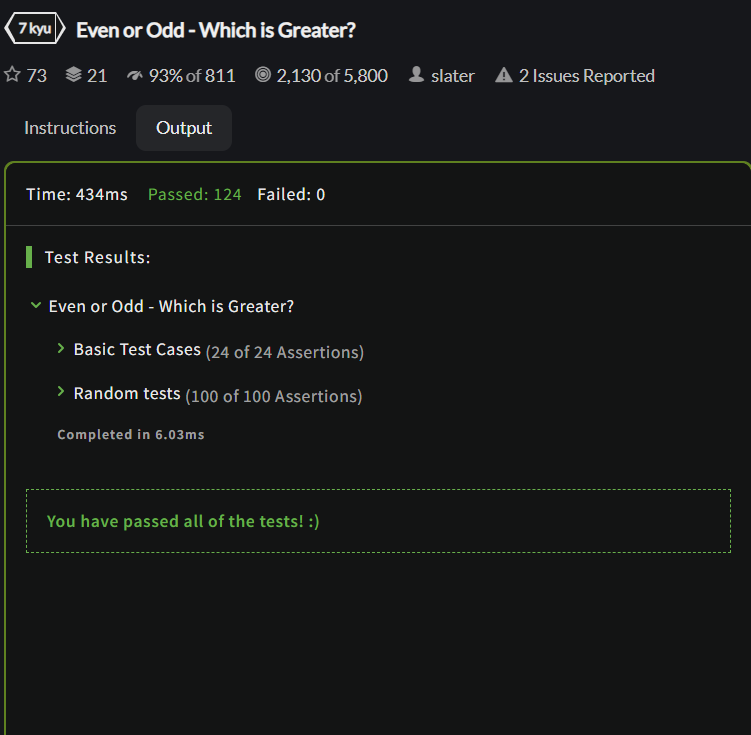 7 kyu Even or Odd - Which is Greater?
73 21 93% of 811 2,130 of 5,800 slater 2 Issues Reported
Instructions Output
Time: 434ms Passed: 124 Failed: 0
Test Results:
Even or Odd - Which is Greater?
Basic Test Cases (24 of 24 Assertions)
Random tests (100 of 100 Assertions)
Completed in 6.03ms
You have passed all of the tests! :)